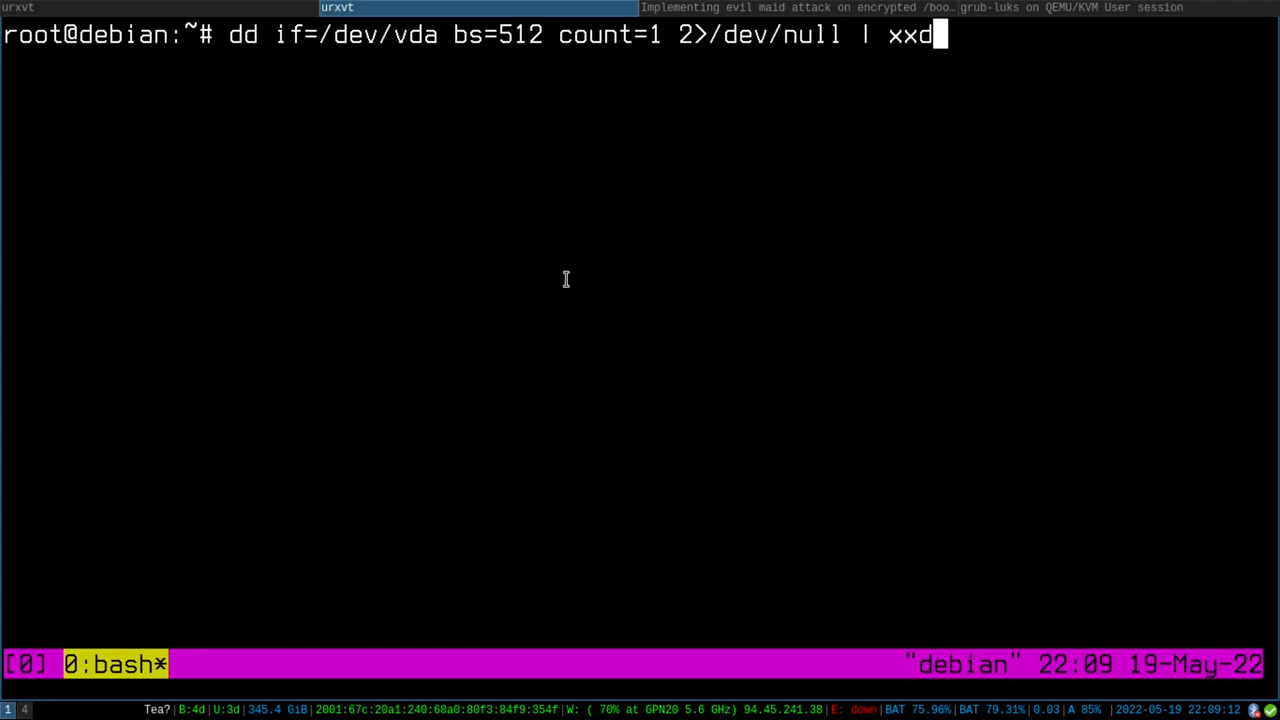 urxvt urxvt Implementing evil maid attack on encrypted /boo… grub-luks on QEMU/KVM User session
root@debian:~# dd if=/dev/vda bs=512 count=1 2>/dev/null | xxd
[0] 0:bash* "debian" 22:09 19-May-22
1 4 Tea?|B:4d|U:3d|345.4 GiB|2001:67c:20a1:240:68a0:80f3:84f9:354f|W: ( 70% at GPN20 5.6 GHz) 94.45.241.38|E: down|BAT 75.96%|BAT 79.31%|0.03|A 85% |2022-05-19 22:09:12